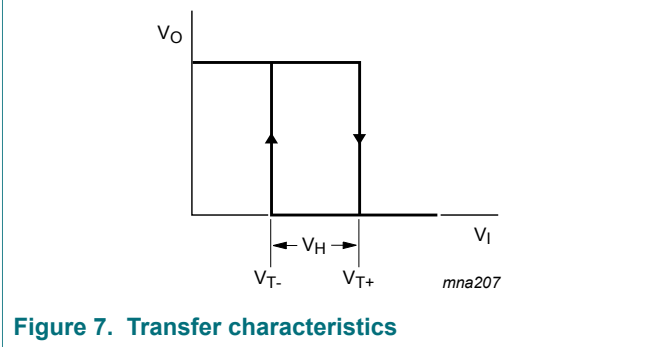 VO
VH
VI
VT-
VT+
mna207
Figure 7. Transfer characteristics